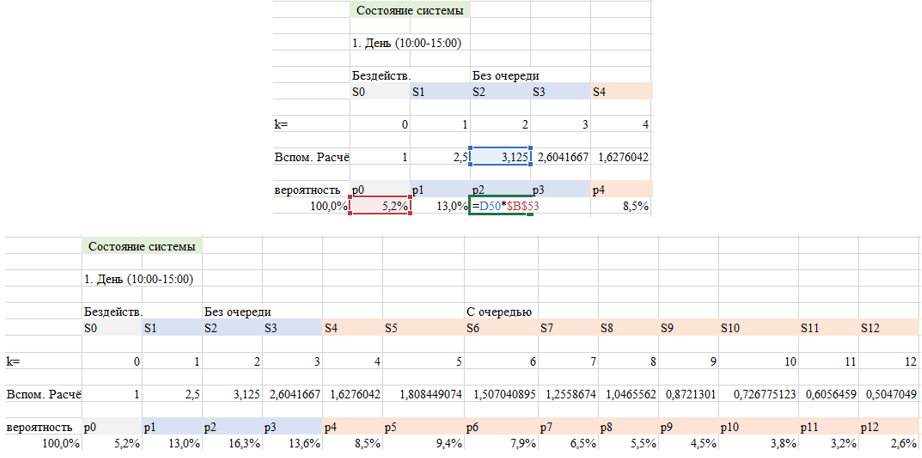 Состояние системы
1. День (10:00-15:00)
Бездейств. Без очереди
S0 S1 S2 S3 S4
k= 0 1 2 3 4
Вспом. Расчё 1 2,5 3,125 2,6041667 1,6276042
вероятность p0 p1 p2 p3 p4
100,0% 5,2% 13,0% =D50*$B$53 8,5%
Состояние системы
1. День (10:00-15:00)
Бездейств. Без очереди С очередью
S0 S1 S2 S3 S4 S5 S6 S7 S8 S9 S10 S11 S12
k= 0 1 2 3 4 5 6 7 8 9 10 11 12
Вспом. Расчё 1 2,5 3,125 2,6041667 1,6276042 1,808449074 1,507040895 1,2558674 1,0465562 0,8721301 0,726775123 0,6056459 0,5047049
вероятность p0 p1 p2 p3 p4 p5 p6 p7 p8 p9 p10 p11 p12
100,0% 5,2% 13,0% 16,3% 13,6% 8,5% 9,4% 7,9% 6,5% 5,5% 4,5% 3,8% 3,2% 2,6%